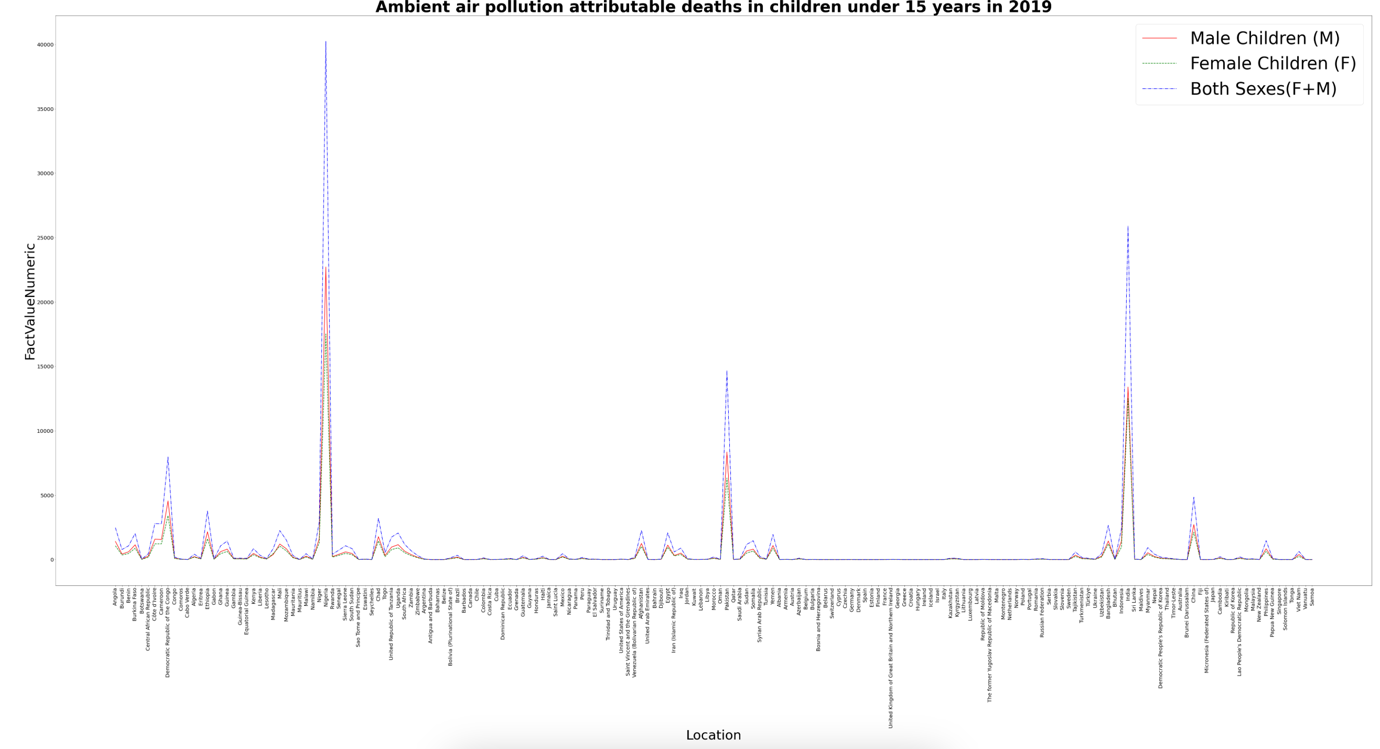 Ambient air pollution attributable deaths in children under 15 years in 2019
Male Children (M)
Female Children (F)
Both Sexes(F+M)
FactValueNumeric
40000
35000
30000
25000
20000
15000
10000
5000
0
Angola
Burundi
Benin
Burkina Faso
Botswana
Central African Republic
Côte d'Ivoire
Cameroon
Democratic Republic of the Congo
Congo
Comoros
Cabo Verde
Algeria
Eritrea
Ethiopia
Gabon
Ghana
Guinea
Gambia
Guinea-Bissau
Equatorial Guinea
Kenya
Liberia
Lesotho
Madagascar
Mali
Mozambique
Mauritania
Mauritius
Malawi
Namibia
Niger
Nigeria
Rwanda
Senegal
Sierra Leone
South Sudan
Sao Tome and Principe
Eswatini
Seychelles
Chad
Togo
United Republic of Tanzania
Uganda
South Africa
Zambia
Zimbabwe
Argentina
Antigua and Barbuda
Bahamas
Belize
Bolivia (Plurinational State of)
Brazil
Barbados
Canada
Chile
Colombia
Costa Rica
Cuba
Dominican Republic
Ecuador
Grenada
Guatemala
Guyana
Honduras
Haiti
Jamaica
Saint Lucia
Mexico
Nicaragua
Panama
Peru
Paraguay
El Salvador
Suriname
Trinidad and Tobago
Uruguay
United States of America
Saint Vincent and the Grenadines
Venezuela (Bolivarian Republic of)
Afghanistan
United Arab Emirates
Bahrain
Djibouti
Egypt
Iran (Islamic Republic of)
Iraq
Jordan
Kuwait
Lebanon
Libya
Morocco
Oman
Pakistan
Qatar
Saudi Arabia
Sudan
Somalia
Syrian Arab Republic
Tunisia
Yemen
Albania
Armenia
Austria
Azerbaijan
Belgium
Bulgaria
Bosnia and Herzegovina
Belarus
Switzerland
Cyprus
Czechia
Germany
Denmark
Spain
Estonia
Finland
France
United Kingdom of Great Britain and Northern Ireland
Georgia
Greece
Croatia
Hungary
Ireland
Iceland
Israel
Italy
Kazakhstan
Kyrgyzstan
Lithuania
Luxembourg
Latvia
Republic of Moldova
The former Yugoslav Republic of Macedonia
Malta
Montenegro
Netherlands
Norway
Poland
Portugal
Romania
Russian Federation
Serbia
Slovakia
Slovenia
Sweden
Tajikistan
Turkmenistan
Türkiye
Ukraine
Uzbekistan
Bangladesh
Bhutan
Indonesia
India
Sri Lanka
Maldives
Myanmar
Nepal
Democratic People's Republic of Korea
Thailand
Timor-Leste
Australia
Brunei Darussalam
China
Fiji
Micronesia (Federated States of)
Japan
Cambodia
Kiribati
Republic of Korea
Lao People's Democratic Republic
Mongolia
Malaysia
New Zealand
Philippines
Papua New Guinea
Singapore
Solomon Islands
Tonga
Viet Nam
Vanuatu
Samoa
Location